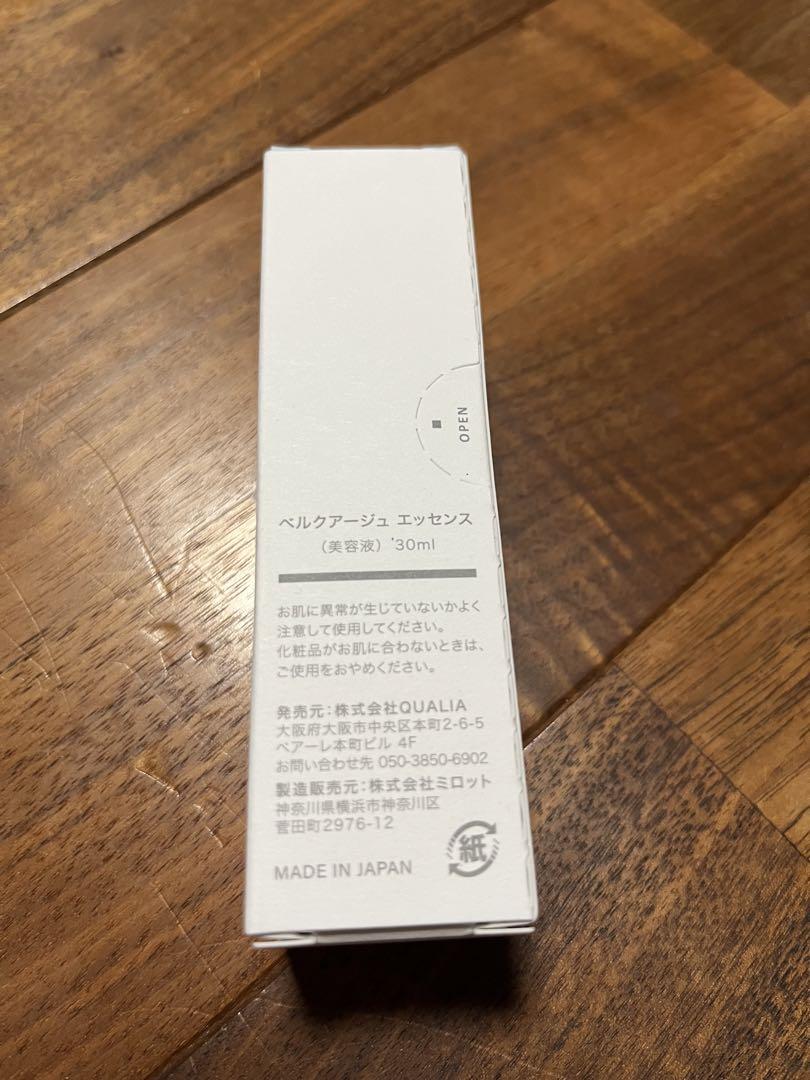 OPEN
ベルクアージュ エッセンス
（美容液）30ml
お肌に異常が生じていないかよく
注意して使用してください。
化粧品がお肌に合わないときは、
ご使用をおやめください。
発売元：株式会社QUALIA
大阪府大阪市中央区本町2-6-5
ベアーレ本町ビル 4F
お問い合わせ先 050-3850-6902
製造販売元：株式会社ミロット
神奈川県横浜市神奈川区
菅田町2976-12
MADE IN JAPAN
紙